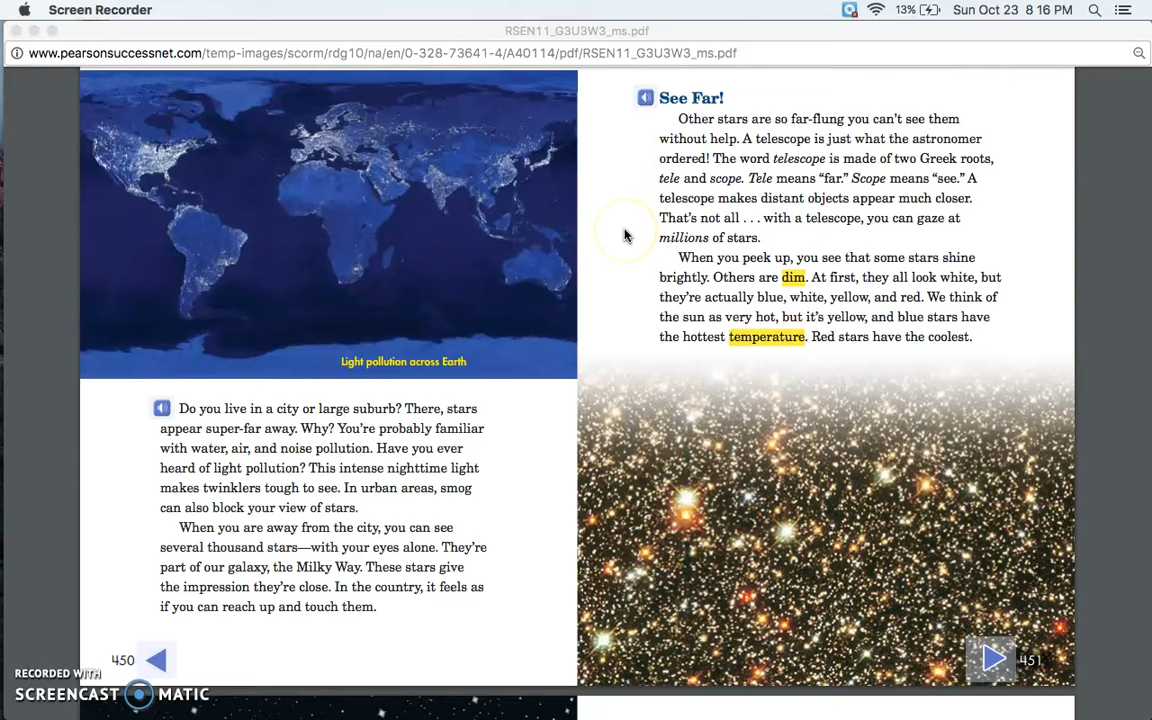 Screen Recorder
13%
Sun Oct 23 8:16 PM
RSEN11_G3U3W3_ms.pdf
www.pearsonsuccessnet.com/temp-images/scorm/rdg10/na/en/0-328-73641-4/A40114/pdf/RSEN11_G3U3W3_ms.pdf
Light pollution across Earth
Do you live in a city or large suburb? There, stars
appear super-far away. Why? You’re probably familiar
with water, air, and noise pollution. Have you ever
heard of light pollution? This intense nighttime light
makes twinklers tough to see. In urban areas, smog
can also block your view of stars.
When you are away from the city, you can see
several thousand stars—with your eyes alone. They’re
part of our galaxy, the Milky Way. These stars give
the impression they’re close. In the country, it feels as
if you can reach up and touch them.
450
See Far!
Other stars are so far-flung you can’t see them
without help. A telescope is just what the astronomer
ordered! The word telescope is made of two Greek roots,
tele and scope. Tele means “far.” Scope means “see.” A
telescope makes distant objects appear much closer.
That’s not all . . . with a telescope, you can gaze at
millions of stars.
When you peek up, you see that some stars shine
brightly. Others are dim. At first, they all look white, but
they’re actually blue, white, yellow, and red. We think of
the sun as very hot, but it’s yellow, and blue stars have
the hottest temperature. Red stars have the coolest.
451
RECORDED WITH
SCREENCAST MATIC